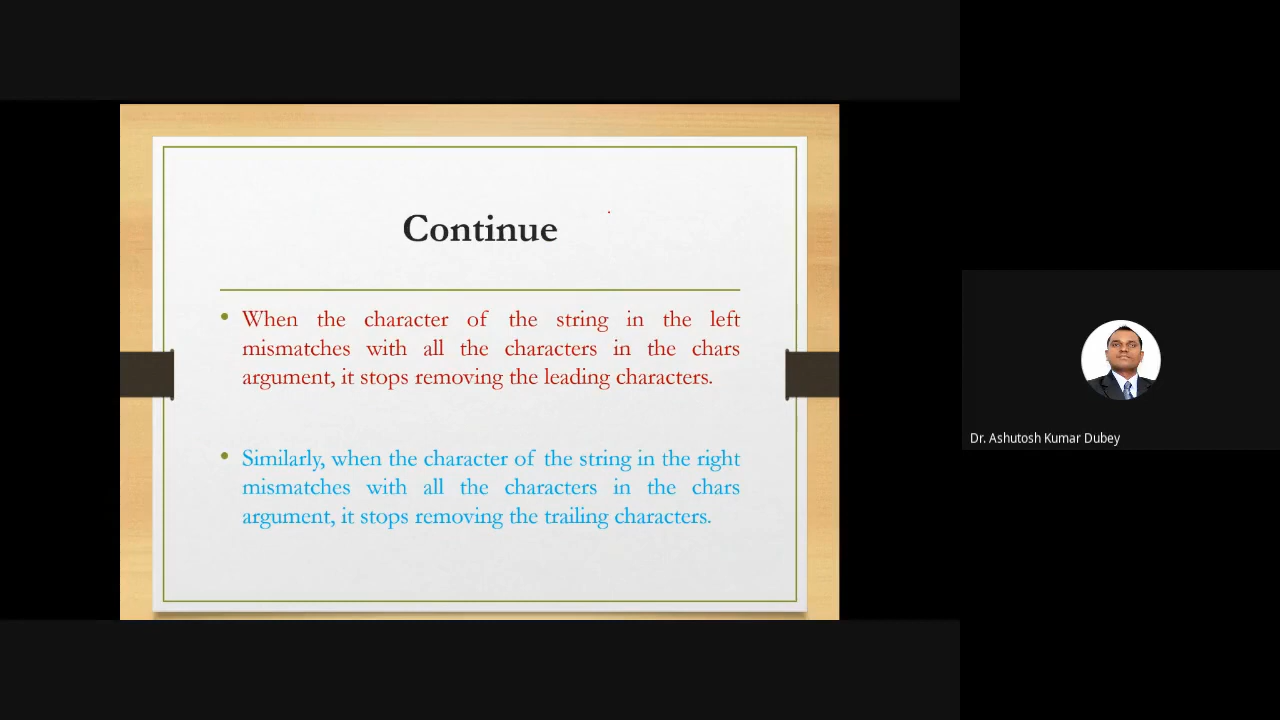 Continue
• When the character of the string in the left
mismatches with all the characters in the chars
argument, it stops removing the leading characters.
• Similarly, when the character of the string in the right
mismatches with all the characters in the chars
argument, it stops removing the trailing characters.
Dr. Ashutosh Kumar Dubey